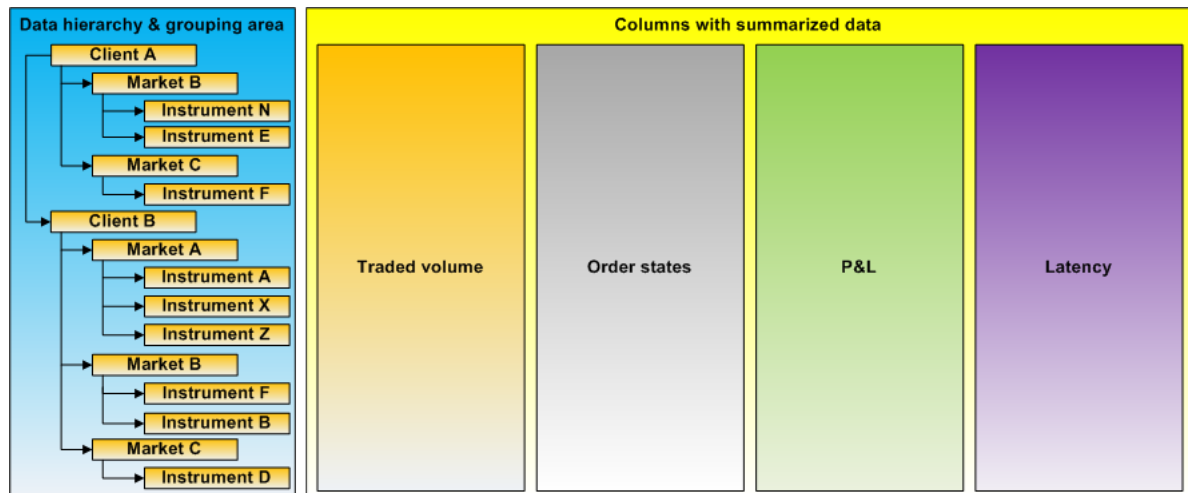 Data hierarchy & grouping area
Client A
Market B
Instrument N
Instrument E
Market C
Instrument F
Client B
Market A
Instrument A
Instrument X
Instrument Z
Market B
Instrument F
Instrument B
Market C
Instrument D
Columns with summarized data
Traded volume
Order states
P&L
Latency